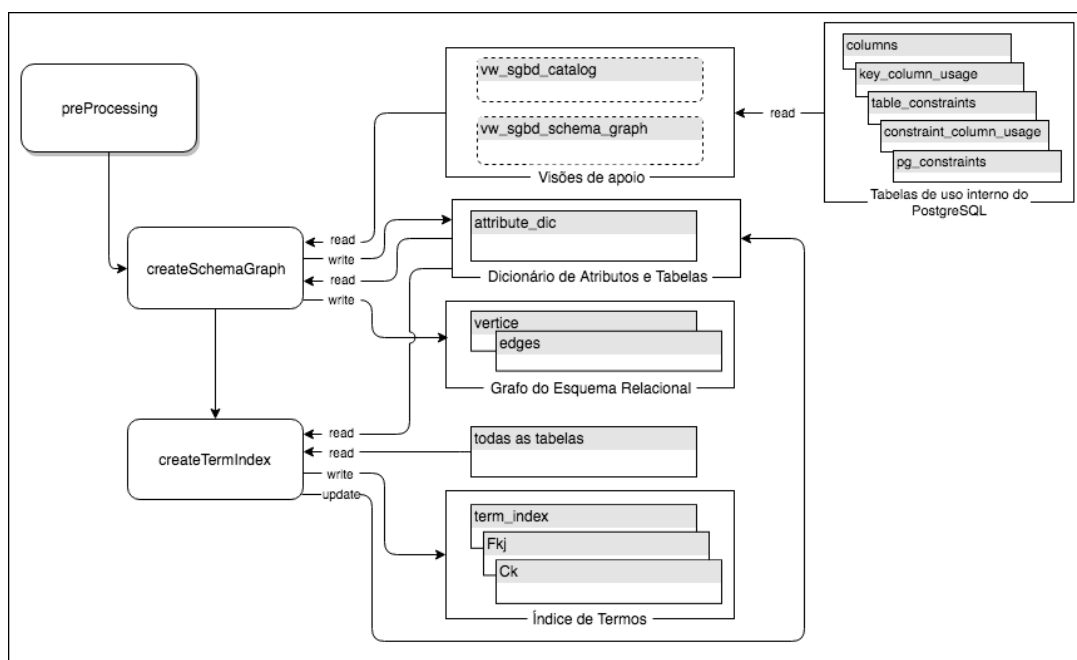 preProcessing
vw_sgbd_catalog
vw_sgbd_schema_graph
Visões de apoio
read
columns
key_column_usage
table_constraints
constraint_column_usage
pg_constraints
Tabelas de uso interno do
PostgreSQL
createSchemaGraph
read
write
read
write
attribute_dic
Dicionário de Atributos e Tabelas
vertice
edges
Grafo do Esquema Relacional
createTermIndex
read
read
write
update
todas as tabelas
term_index
Fkj
Ck
Índice de Termos